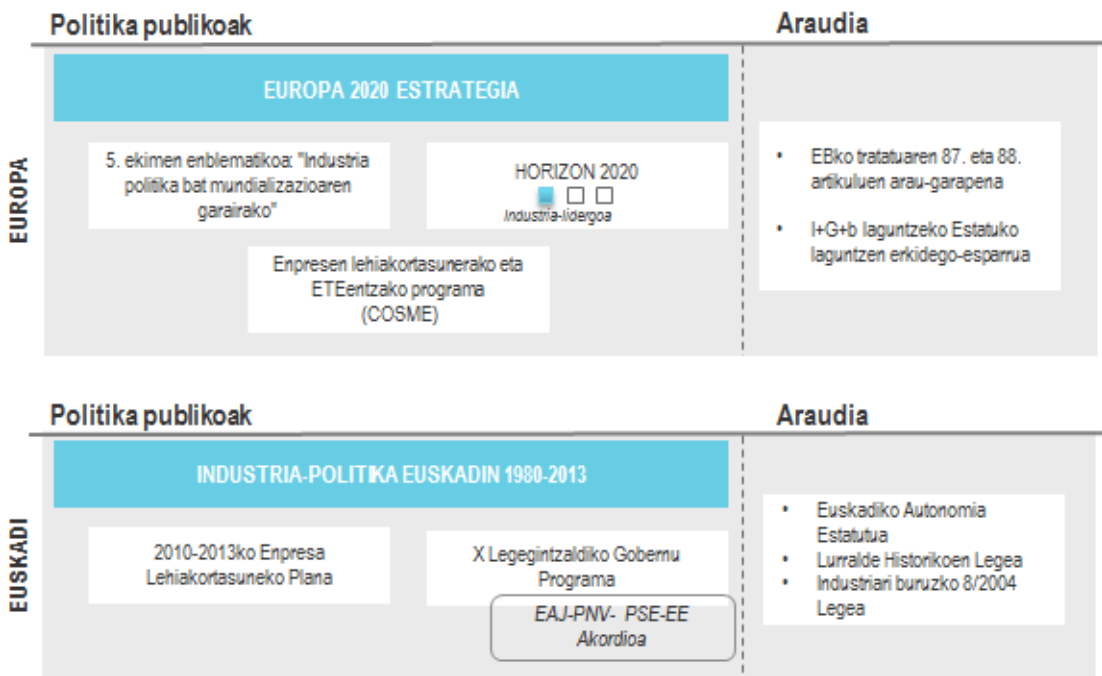 Politika publikoak
Araudia
EUROPA
EUROPA 2020 ESTRATEGIA
5. ekimen enblematikoa: "Industria
politika bat mundializazioaren
garairako"
HORIZON 2020
Industria-lidergoa
Enpresen lehiakortasunerako eta
ETEentzako programa
(COSME)
• EBko tratatuaren 87. eta 88.
artikuluen arau-garapena
• I+G+b laguntzeko Estatuko
laguntzen erkidego-esparrua
Politika publikoak
Araudia
EUSKADI
INDUSTRIA-POLITIKA EUSKADIN 1980-2013
2010-2013ko Enpresa
Lehiakortasuneko Plana
X Legegintzaldiko Gobernu
Programa
EAJ-PNV- PSE-EE
Akordioa
• Euskadiko Autonomia
Estatutua
• Lurralde Historikoen Legea
• Industriari buruzko 8/2004
Legea